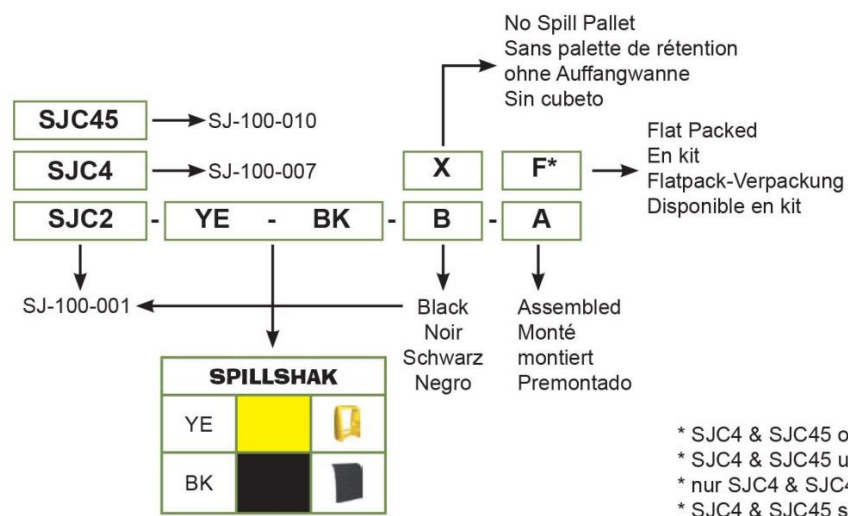 No Spill Pallet
Sans palette de rétention
ohne Auffangwanne
Sin cubeto
SJC45
SJ-100-010
SJC4
SJ-100-007
X
F*
Flat Packed
En kit
Flatpack-Verpackung
Disponible en kit
SJC2 - YE - BK - B - A
SJ-100-001
Black
Noir
Schwarz
Negro
Assembled
Monté
montiert
Premontado
SPILLSHAK
YE
BK
* SJC4 & SJC45
* SJC4 & SJC45
* nur SJC4 &
* SJC4 & SJC45